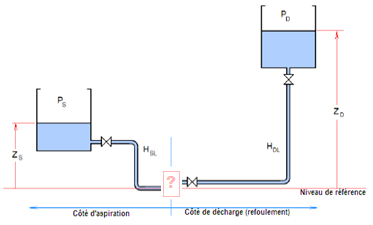 P_D
P_S
Z_D
H_SL
H_DL
Z_S
?
Niveau de référence
Côté d'aspiration
Côté de décharge (refoulement)